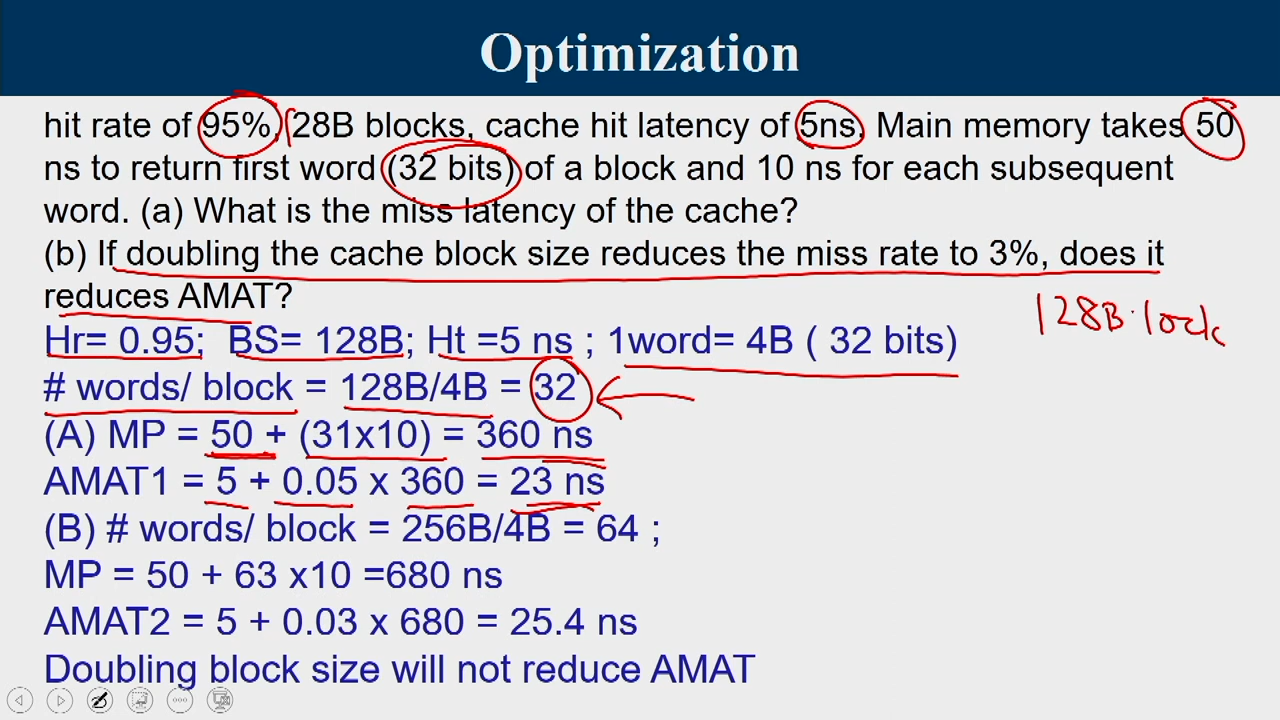 Optimization
hit rate of 95%, 128B blocks, cache hit latency of 5ns. Main memory takes 50
ns to return first word (32 bits) of a block and 10 ns for each subsequent
word. (a) What is the miss latency of the cache?
(b) If doubling the cache block size reduces the miss rate to 3%, does it
reduces AMAT?
128B block
Hr= 0.95; BS= 128B; Ht =5 ns ; 1word= 4B ( 32 bits)
# words/ block = 128B/4B = 32
(A) MP = 50 + (31x10) = 360 ns
AMAT1 = 5 + 0.05 x 360 = 23 ns
(B) # words/ block = 256B/4B = 64 ;
MP = 50 + 63 x10 =680 ns
AMAT2 = 5 + 0.03 x 680 = 25.4 ns
Doubling block size will not reduce AMAT